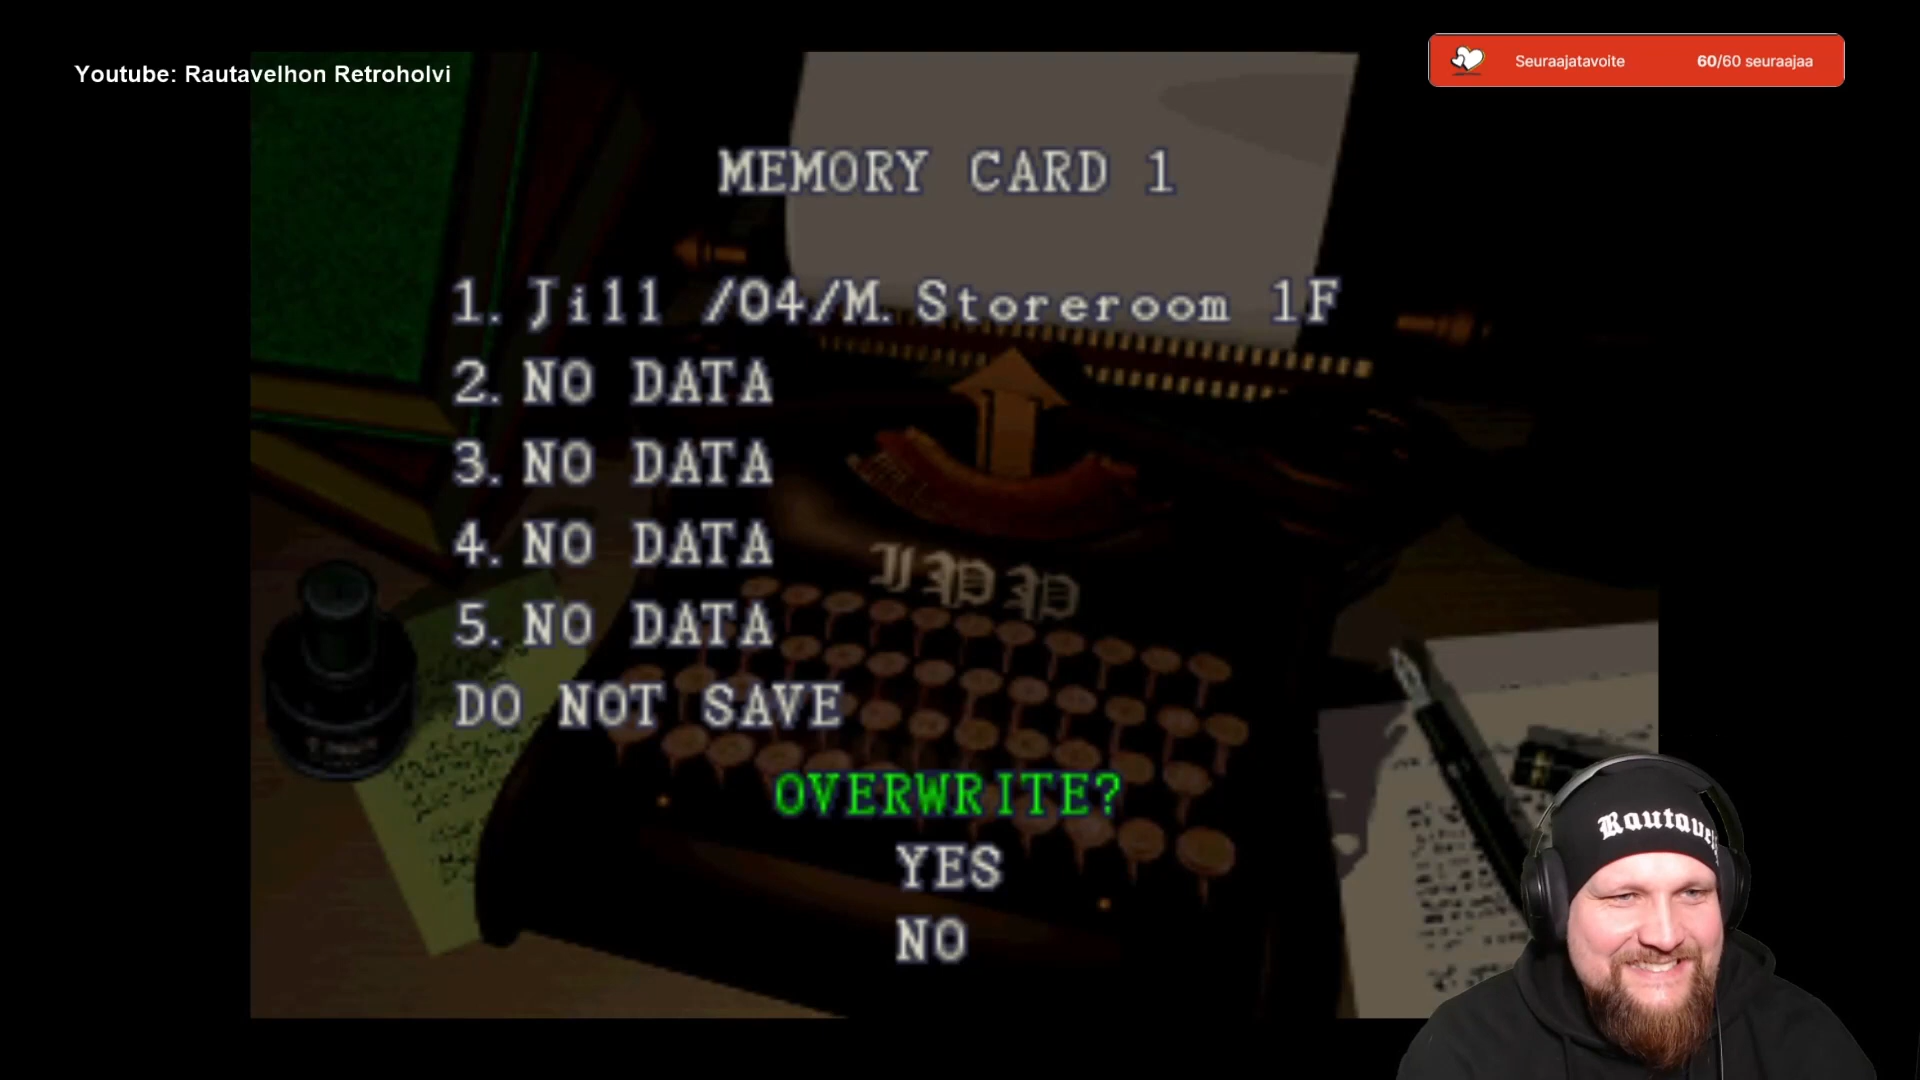 Youtube: Rautavelhon Retroholvi
Seuraajatavoite 60/60 seuraajaa
MEMORY CARD 1
1. Jill /04/M. Storeroom 1F
2. NO DATA
3. NO DATA
4. NO DATA
5. NO DATA
DO NOT SAVE
OVERWRITE?
YES
NO